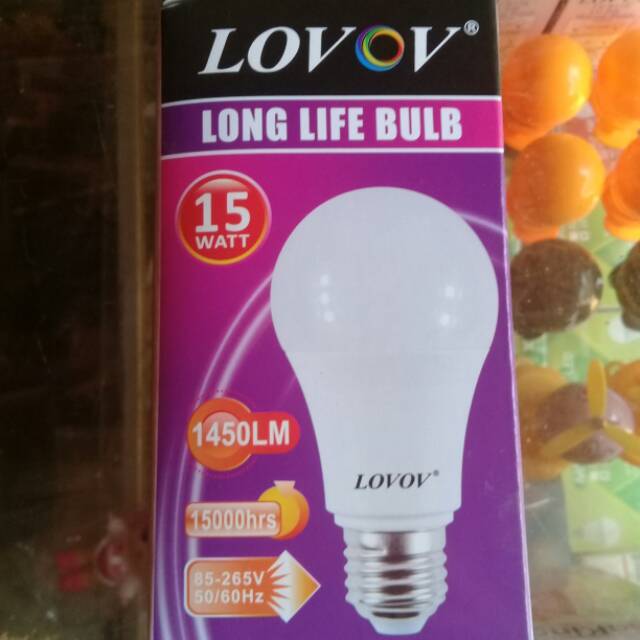 LOVOV®
LONG LIFE BULB
15
WATT
1450LM
LOVOV®
15000hrs
85-265V
50/60Hz